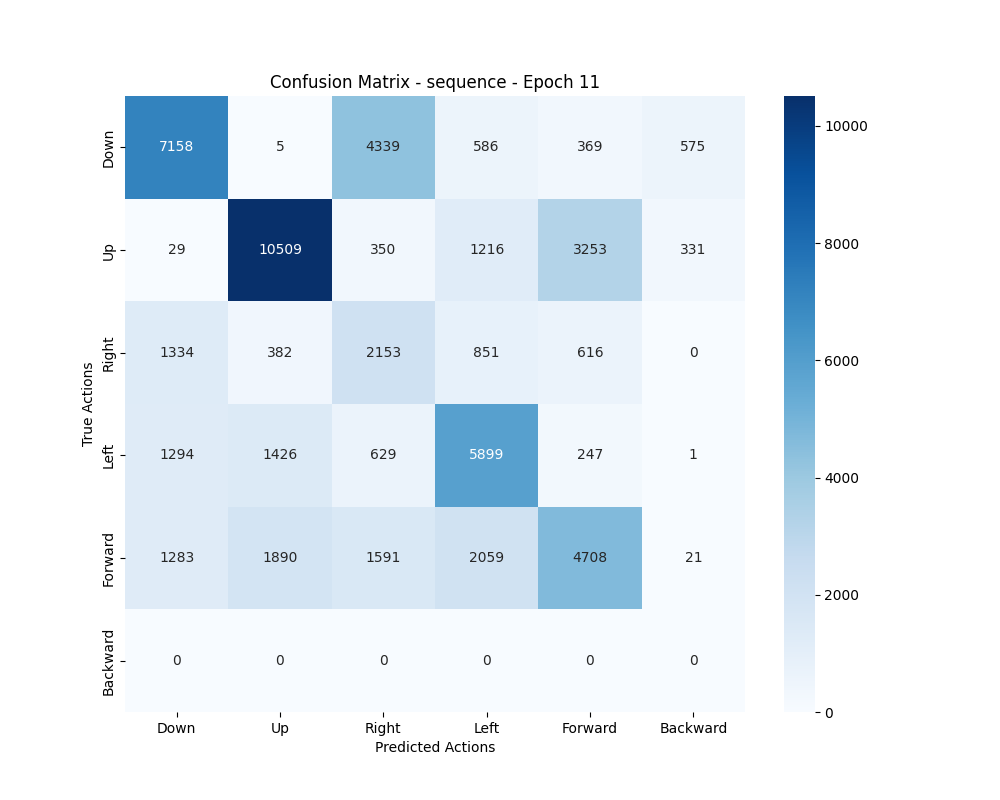 Confusion Matrix - sequence - Epoch 11
Down 7158 5 4339 586 369 575
Up 29 10509 350 1216 3253 331
Right 1334 382 2153 851 616 0
Left 1294 1426 629 5899 247 1
Forward 1283 1890 1591 2059 4708 21
Backward 0 0 0 0 0 0
Down Up Right Left Forward Backward
Predicted Actions
True Actions
10000
8000
6000
4000
2000
0